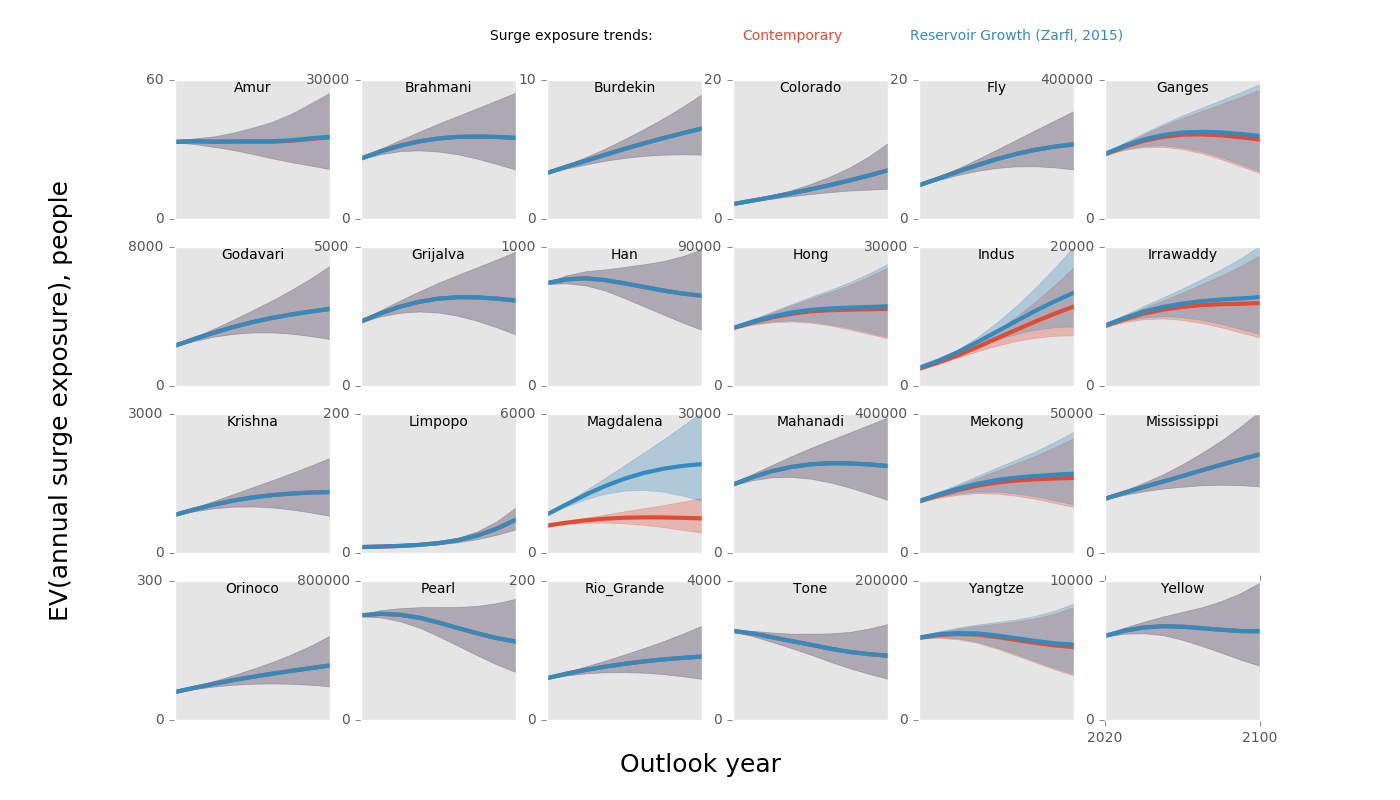 Surge exposure trends: Contemporary Reservoir Growth (Zarfl, 2015)
60 30000 10 20 20 400000
Amur Brahmani Burdekin Colorado Fly Ganges
0 0 0 0 0 0
8000 5000 1000 90000 30000 20000
Godavari Grijalva Han Hong Indus Irrawaddy
0 0 0 0 0 0
3000 200 6000 30000 400000 50000
Krishna Limpopo Magdalena Mahanadi Mekong Mississippi
0 0 0 0 0 0
300 800000 200 4000 200000 10000
Orinoco Pearl Rio_Grande Tone Yangtze Yellow
0 0 0 0 0 0
2020 2100
EV(annual surge exposure), people
Outlook year